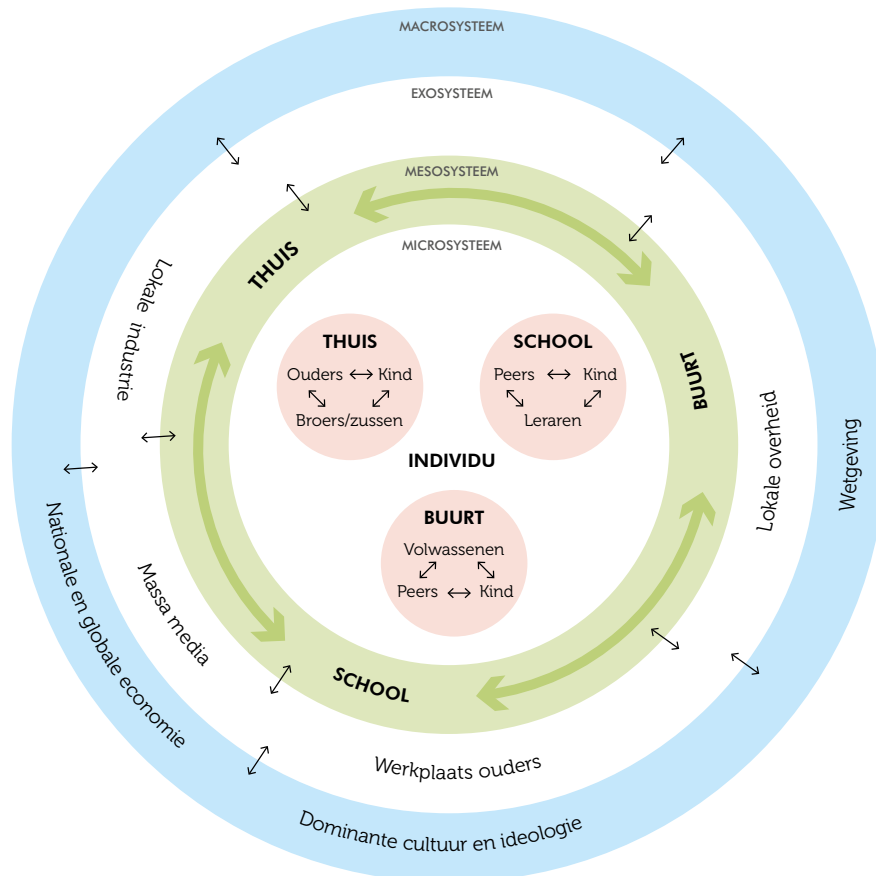 MACROSYSTEEM
EXOSYSTEEM
MESOSYSTEEM
MICROSYSTEEM
THUIS
BUURT
SCHOOL
Lokale industrie
Massa media
Werkplaats ouders
Lokale overheid
Nationale en globale economie
Dominante cultuur en ideologie
Wetgeving
THUIS
Ouders ↔ Kind
Broers/zussen
SCHOOL
Peers ↔ Kind
Leraren
INDIVIDU
BUURT
Volwassenen
Peers ↔ Kind